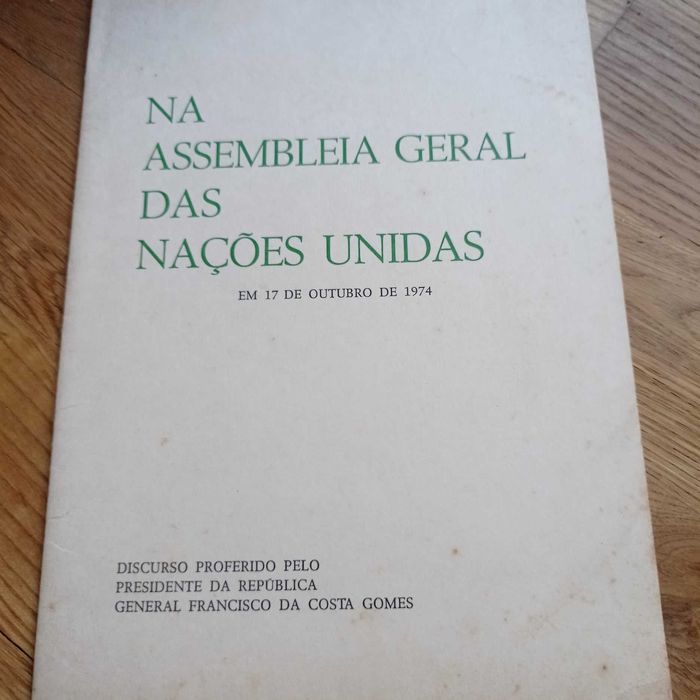 NA
ASSEMBLEIA GERAL
DAS
NAÇÕES UNIDAS
EM 17 DE OUTUBRO DE 1974
DISCURSO PROFERIDO PELO
PRESIDENTE DA REPÚBLICA
GENERAL FRANCISCO DA COSTA GOMES